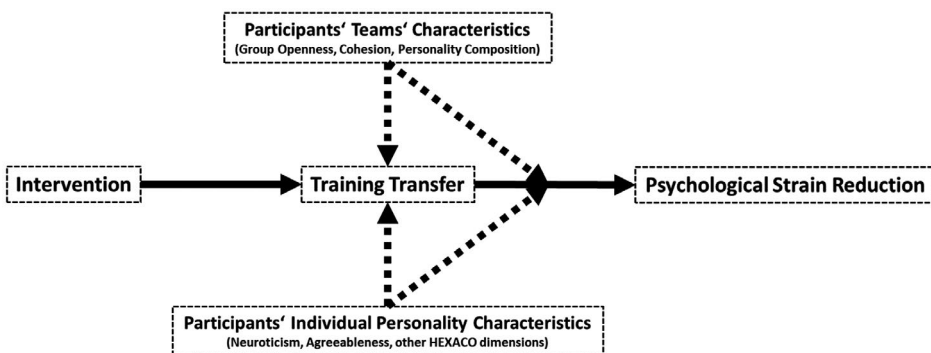 Participants‘ Teams‘ Characteristics
(Group Openness, Cohesion, Personality Composition)
Intervention
Training Transfer
Psychological Strain Reduction
Participants‘ Individual Personality Characteristics
(Neuroticism, Agreeableness, other HEXACO dimensions)